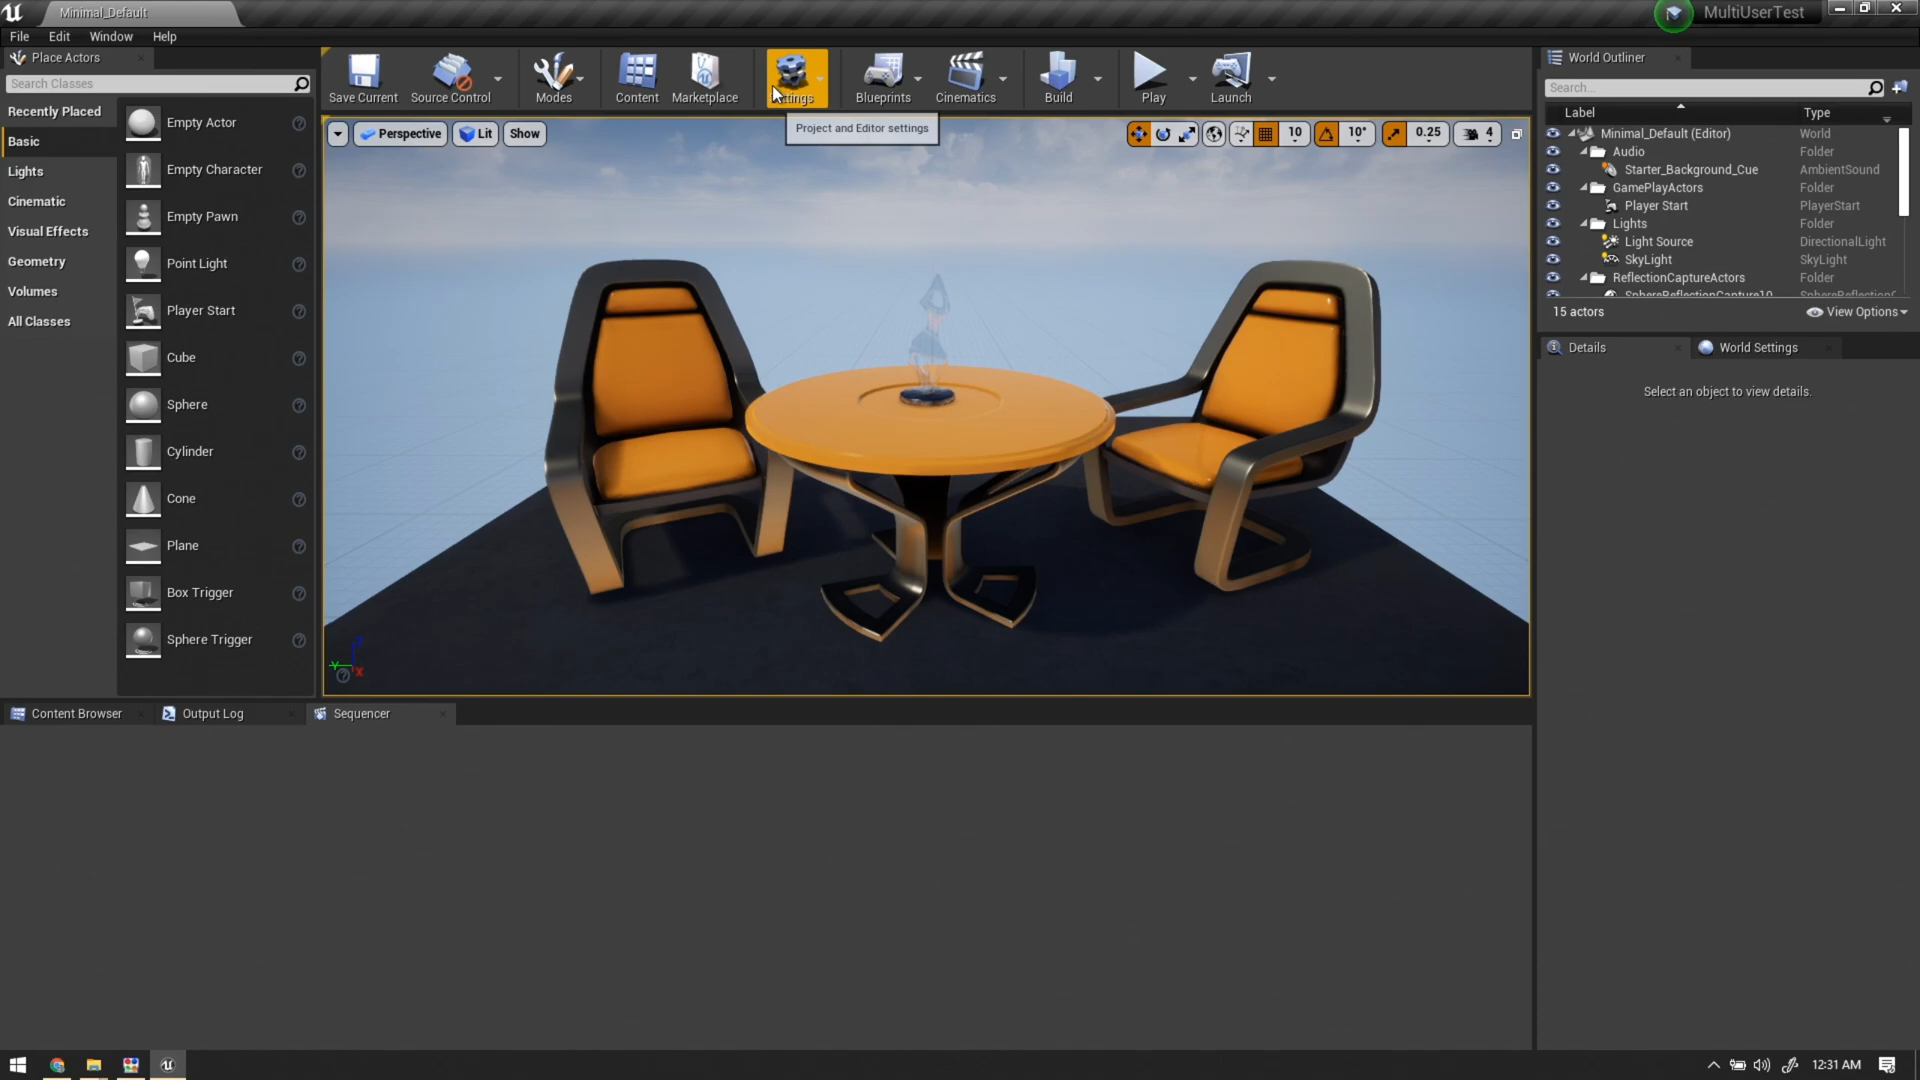 Minimal_Default
MultiUserTest
File Edit Window Help
Place Actors
Search Classes
Recently Placed
Basic
Lights
Cinematic
Visual Effects
Geometry
Volumes
All Classes
Empty Actor
Empty Character
Empty Pawn
Point Light
Player Start
Cube
Sphere
Cylinder
Cone
Plane
Box Trigger
Sphere Trigger
Save Current
Source Control
Modes
Content
Marketplace
Blueprints
Cinematics
Build
Play
Launch
Project and Editor settings
Perspective Lit Show
10 10° 0.25 4
World Outliner
Search...
Label Type
Minimal_Default (Editor) World
Audio Folder
Starter_Background_Cue AmbientSound
GamePlayActors Folder
Player Start PlayerStart
Lights Folder
Light Source DirectionalLight
SkyLight SkyLight
ReflectionCaptureActors Folder
15 actors View Options
Details World Settings
Select an object to view details.
Content Browser Output Log Sequencer
12:31 AM